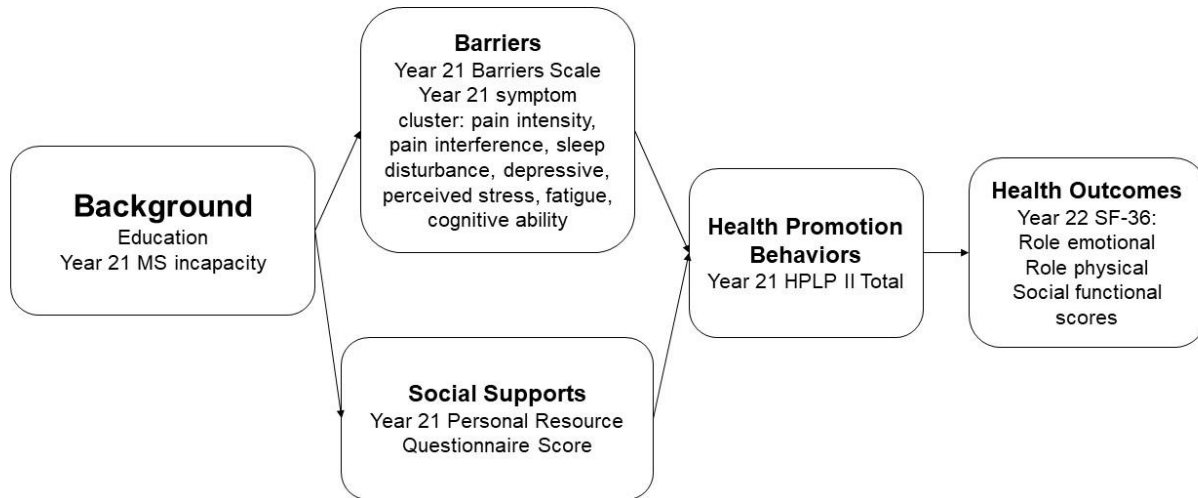 Background
Education
Year 21 MS incapacity
Barriers
Year 21 Barriers Scale
Year 21 symptom
cluster: pain intensity,
pain interference, sleep
disturbance, depressive,
perceived stress, fatigue,
cognitive ability
Social Supports
Year 21 Personal Resource
Questionnaire Score
Health Promotion
Behaviors
Year 21 HPLP II Total
Health Outcomes
Year 22 SF-36:
Role emotional
Role physical
Social functional
scores